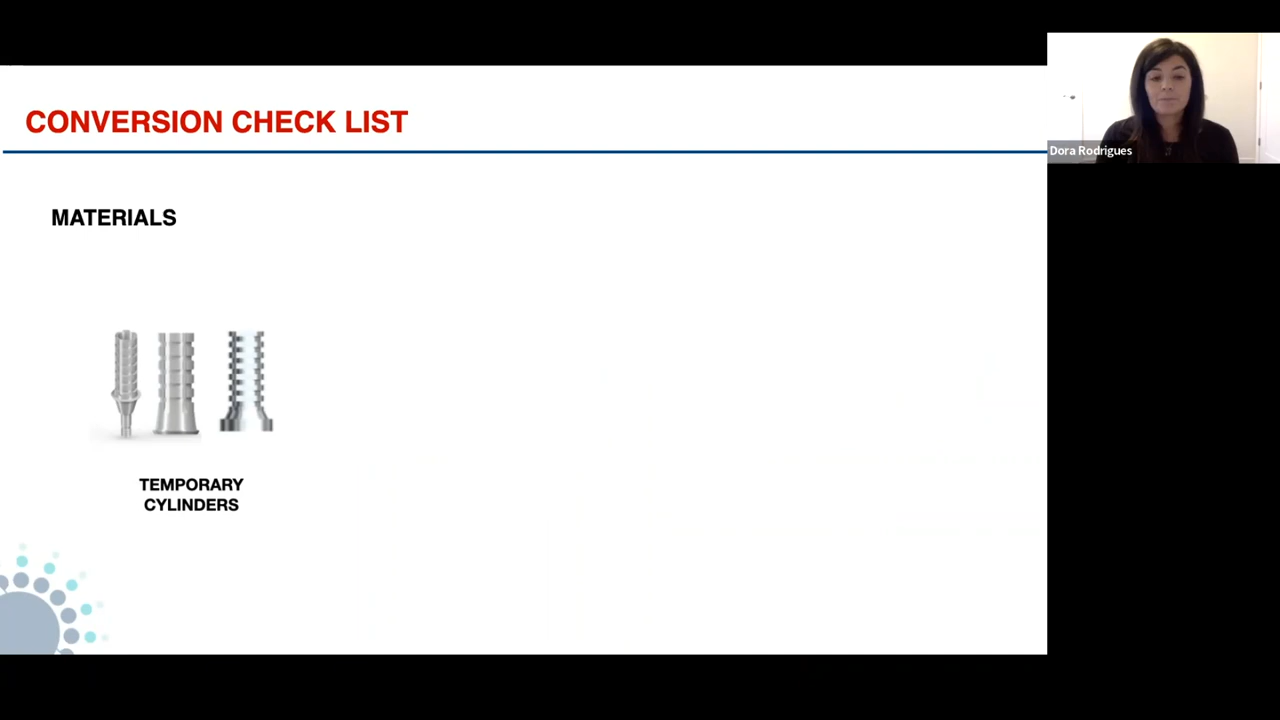 CONVERSION CHECK LIST
Dora Rodrigues
MATERIALS
TEMPORARY
CYLINDERS